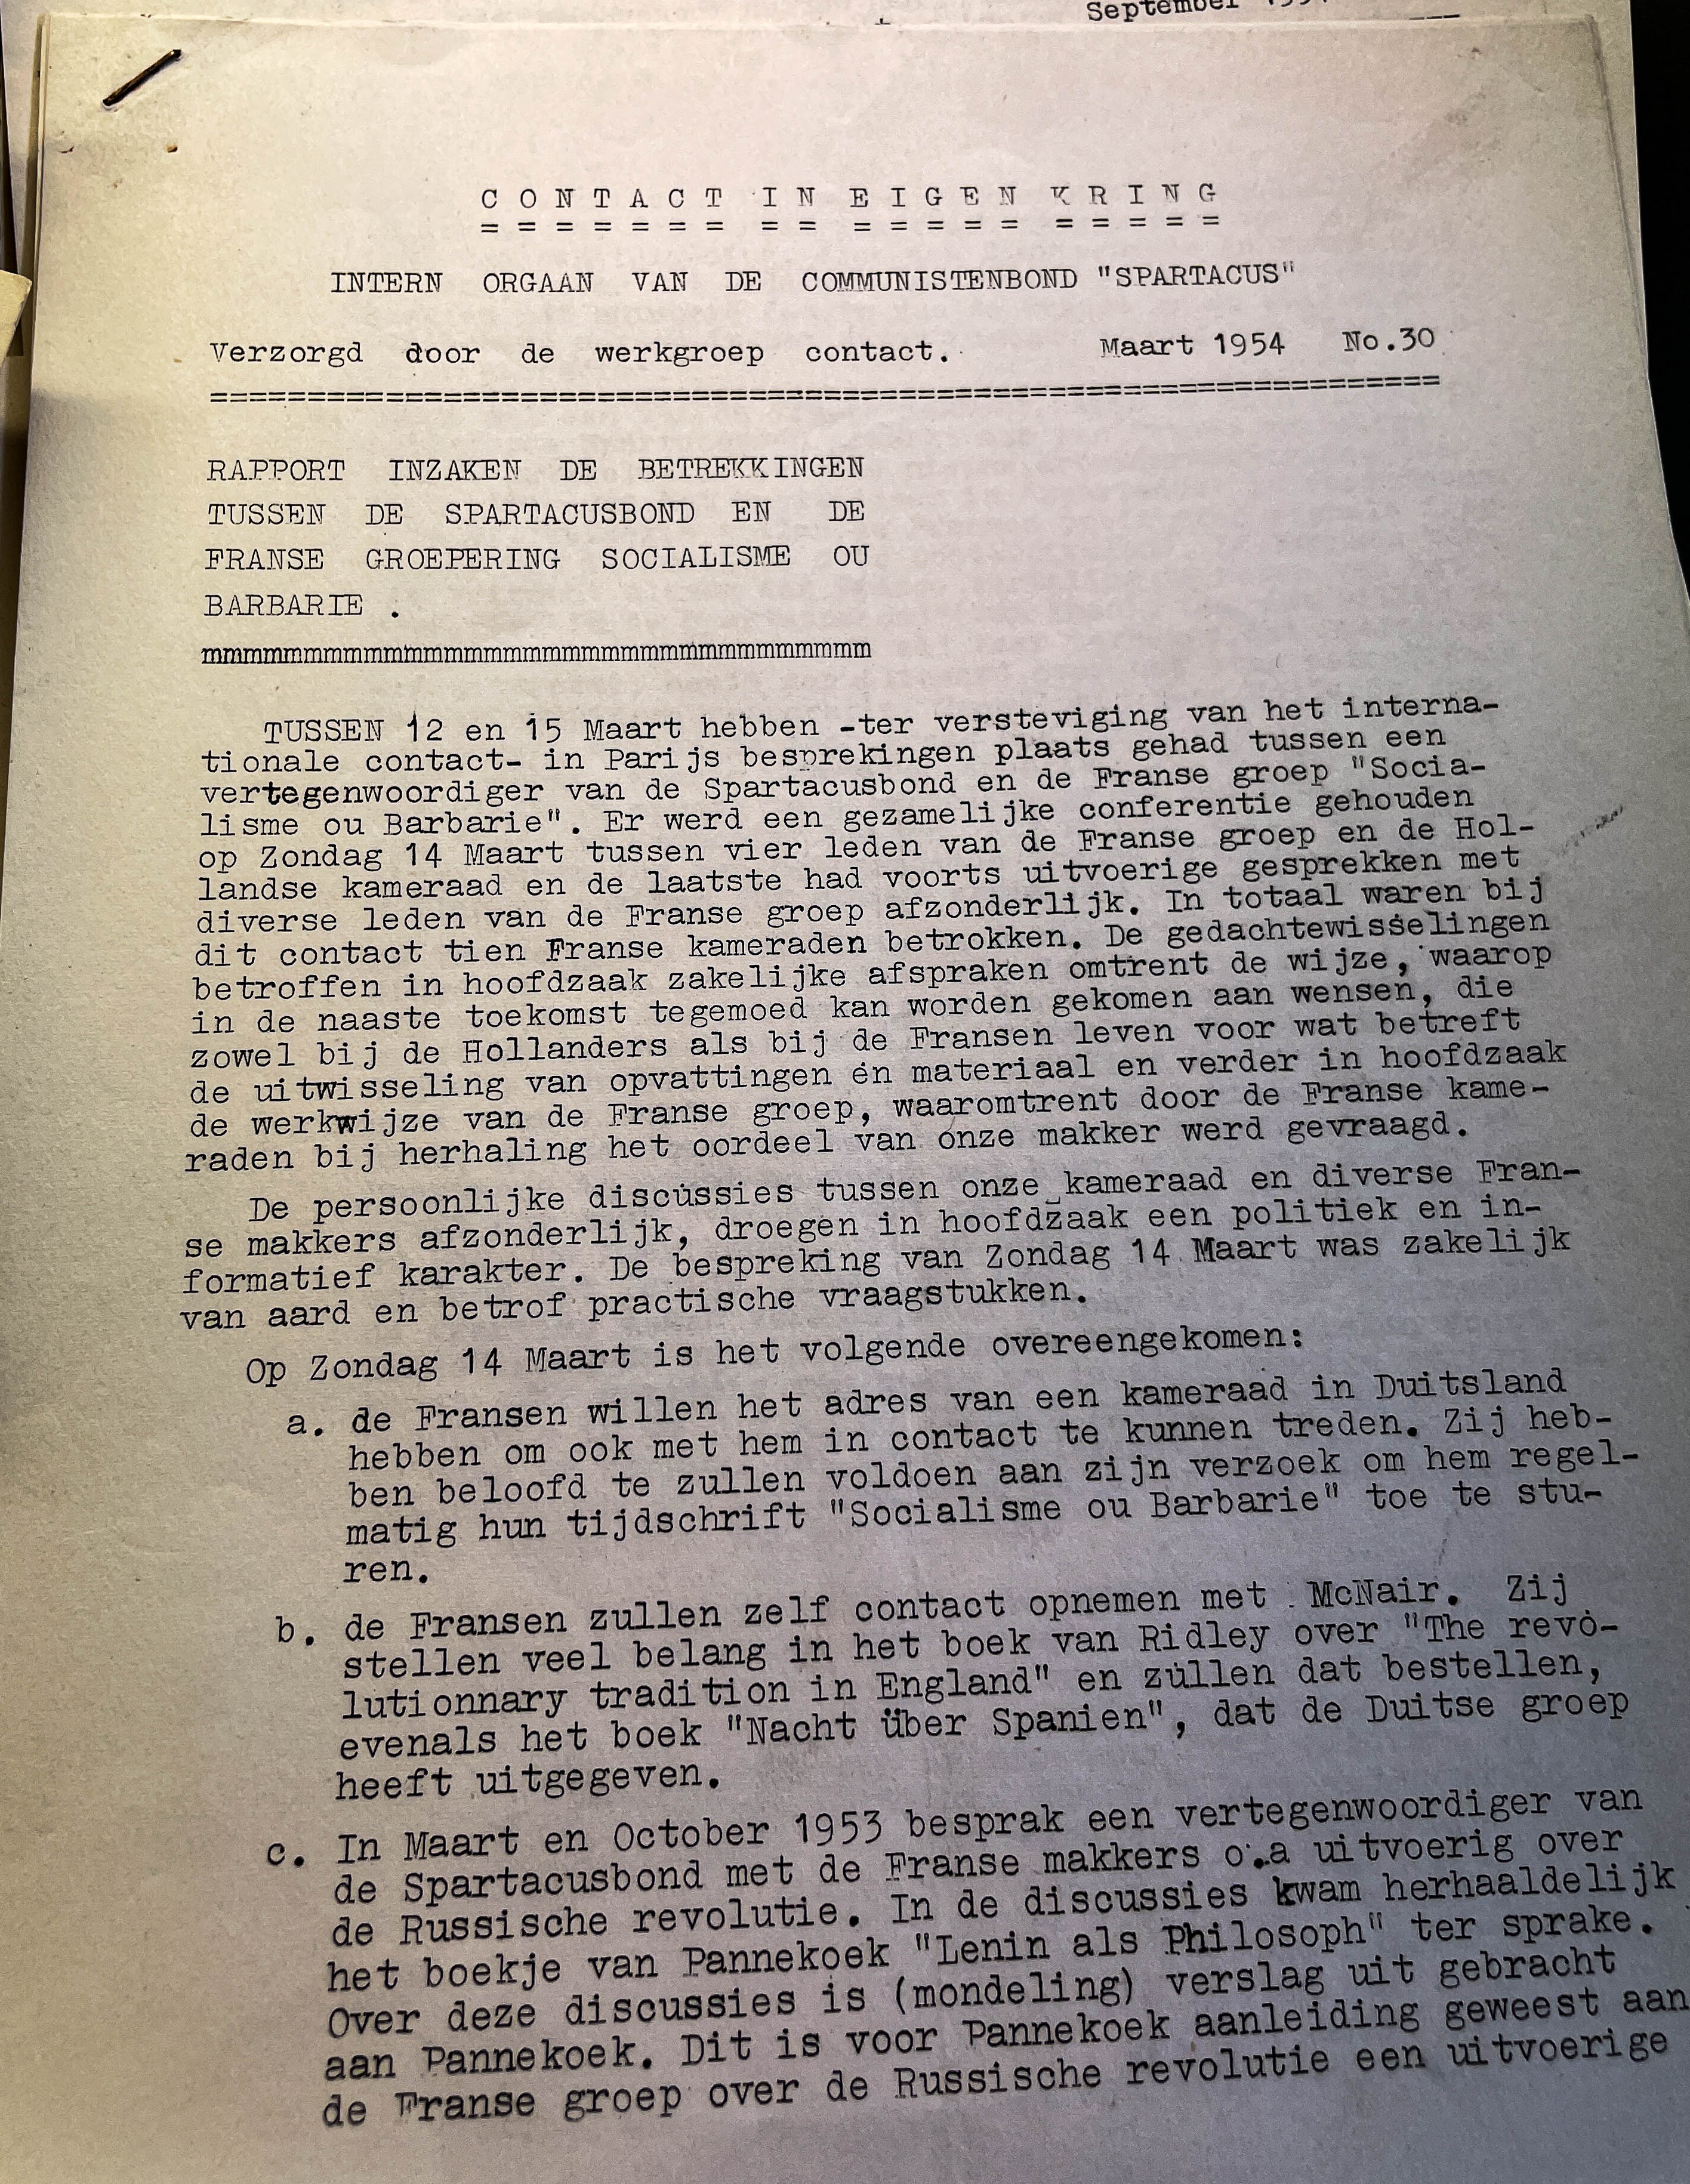 September
C O N T A C T  I N  E I G E N  K R I N G
= = = = = = =  = =  = = = = =  = = = = =
INTERN ORGAAN VAN DE COMMUNISTENBOND "SPARTACUS"
Verzorgd door de werkgroep contact. Maart 1954 No.30
===============================================================
RAPPORT INZAKEN DE BETREKKINGEN
TUSSEN DE SPARTACUSBOND EN DE
FRANSE GROEPERING SOCIALISME OU
BARBARIE .
mmmmmmmmmmmmmmmmmmmmmmmmmmmmmmmmmm
TUSSEN 12 en 15 Maart hebben -ter versteviging van het interna-
tionale contact- in Parijs besprekingen plaats gehad tussen een
vertegenwoordiger van de Spartacusbond en de Franse groep "Socia-
lisme ou Barbarie". Er werd een gezamelijke conferentie gehouden
op Zondag 14 Maart tussen vier leden van de Franse groep en de Hol-
landse kameraad en de laatste had voorts uitvoerige gesprekken met
diverse leden van de Franse groep afzonderlijk. In totaal waren bij
dit contact tien Franse kameraden betrokken. De gedachtewisselingen
betroffen in hoofdzaak zakelijke afspraken omtrent de wijze, waarop
in de naaste toekomst tegemoed kan worden gekomen aan wensen, die
zowel bij de Hollanders als bij de Fransen leven voor wat betreft
de uitwisseling van opvattingen én materiaal en verder in hoofdzaak
de werkwijze van de Franse groep, waaromtrent door de Franse kame-
raden bij herhaling het oordeel van onze makker werd gevraagd.
De persoonlijke discussies tussen onze kameraad en diverse Fran-
se makkers afzonderlijk, droegen in hoofdzaak een politiek en in-
formatief karakter. De bespreking van Zondag 14 Maart was zakelijk
van aard en betrof practische vraagstukken.
Op Zondag 14 Maart is het volgende overeengekomen:
a. de Fransen willen het adres van een kameraad in Duitsland
hebben om ook met hem in contact te kunnen treden. Zij heb-
ben beloofd te zullen voldoen aan zijn verzoek om hem regel-
matig hun tijdschrift "Socialisme ou Barbarie" toe te stu-
ren.
b. de Fransen zullen zelf contact opnemen met McNair. Zij
stellen veel belang in het boek van Ridley over "The revo-
lutionnary tradition in England" en zullen dat bestellen,
evenals het boek "Nacht über Spanien", dat de Duitse groep
heeft uitgegeven.
c. In Maart en October 1953 besprak een vertegenwoordiger van
de Spartacusbond met de Franse makkers o.a uitvoerig over
de Russische revolutie. In de discussies kwam herhaaldelijk
het boekje van Pannekoek "Lenin als Philosoph" ter sprake.
Over deze discussies is (mondeling) verslag uit gebracht
aan Pannekoek. Dit is voor Pannekoek aanleiding geweest aan
de Franse groep over de Russische revolutie een uitvoerige